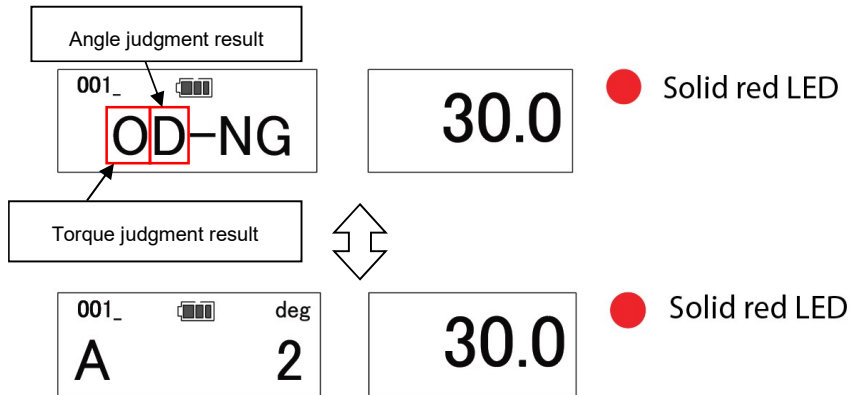 Angle judgment result
001_
OD-NG
30.0
Solid red LED
Torque judgment result
001_ deg
A 2
30.0
Solid red LED